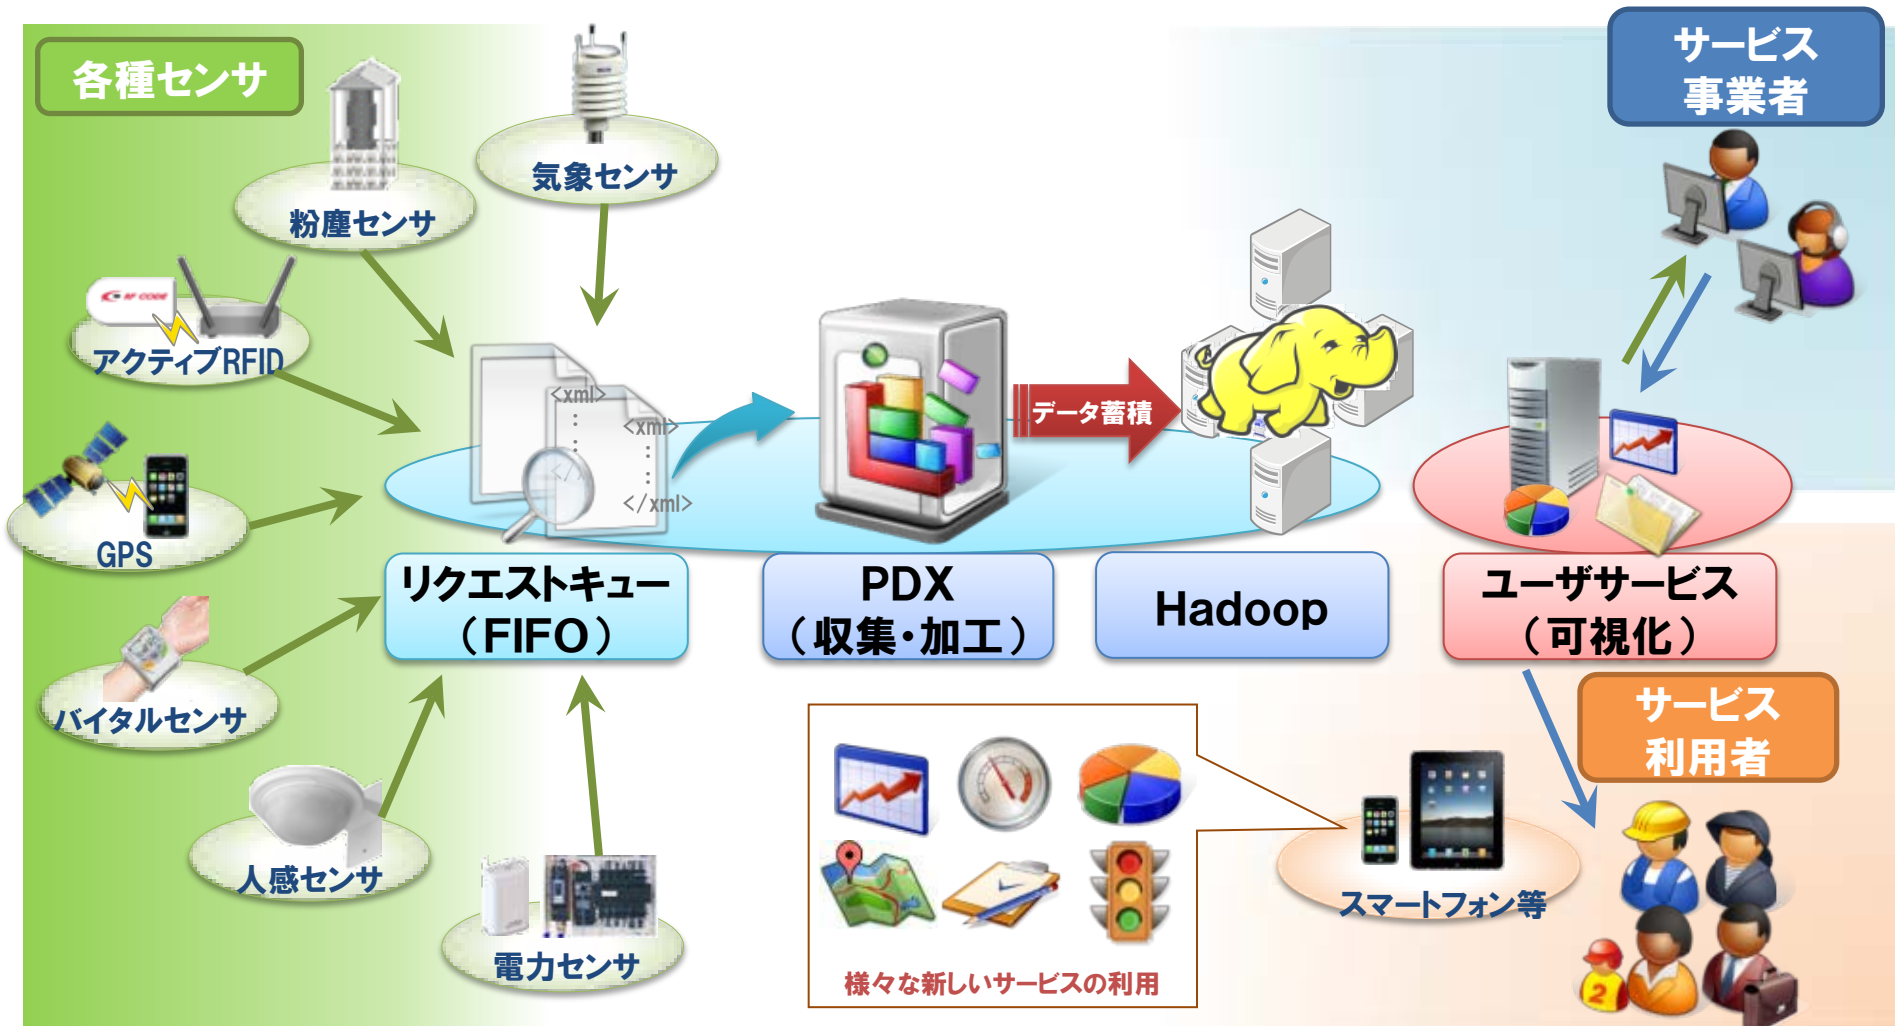 各種センサ
サービス
事業者
気象センサ
粉塵センサ
RF CODE
アクティブRFID
GPS
バイタルセンサ
人感センサ
電力センサ
<xml>
<xml>
</xml>
データ蓄積
リクエストキュー
（FIFO）
PDX
（収集・加工）
Hadoop
ユーザサービス
（可視化）
サービス
利用者
スマートフォン等
様々な新しいサービスの利用
2